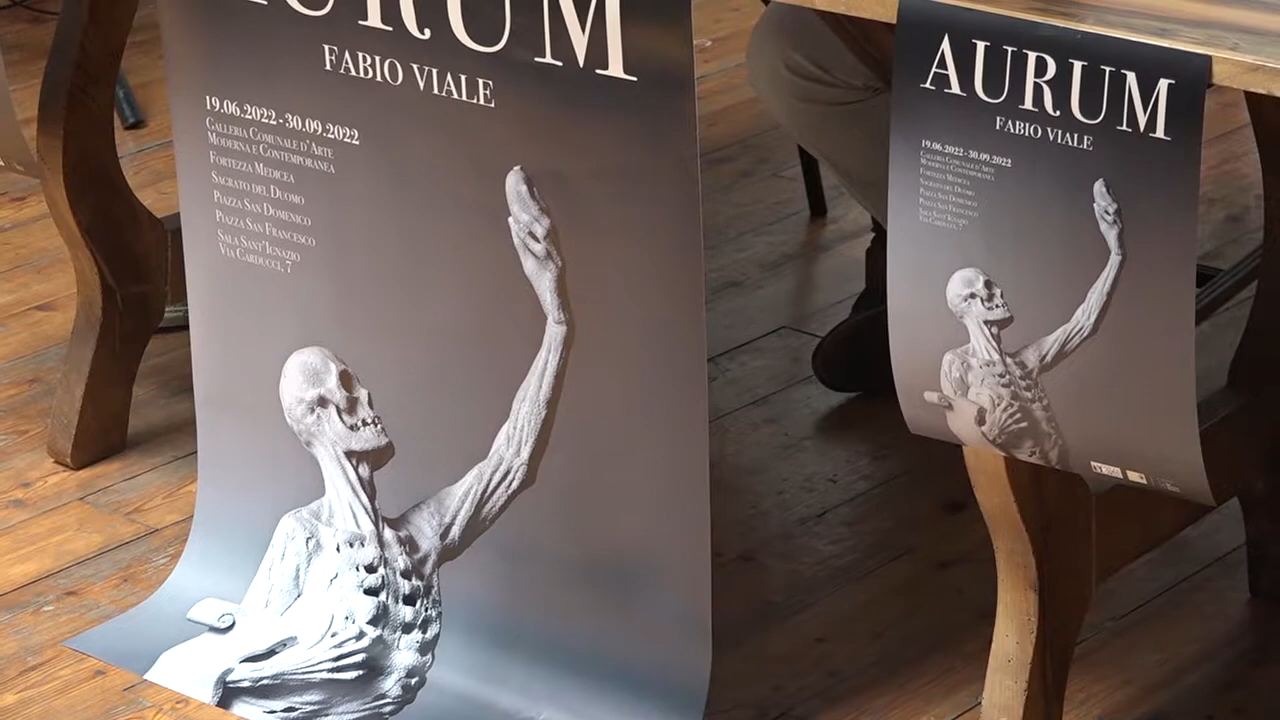 AURUM
FABIO VIALE
19.06.2022 - 30.09.2022
GALLERIA COMUNALE D'ARTE
MODERNA E CONTEMPORANEA
FORTEZZA MEDICEA
SAGRATO DEL DUOMO
PIAZZA SAN DOMENICO
PIAZZA SAN FRANCESCO
SALA SANT'IGNAZIO
VIA CARDUCCI, 7
AURUM
FABIO VIALE
19.06.2022 - 30.09.2022
GALLERIA COMUNALE D'ARTE
MODERNA E CONTEMPORANEA
FORTEZZA MEDICEA
SAGRATO DEL DUOMO
PIAZZA SAN DOMENICO
PIAZZA SAN FRANCESCO
SALA SANT'IGNAZIO
VIA CARDUCCI, 7